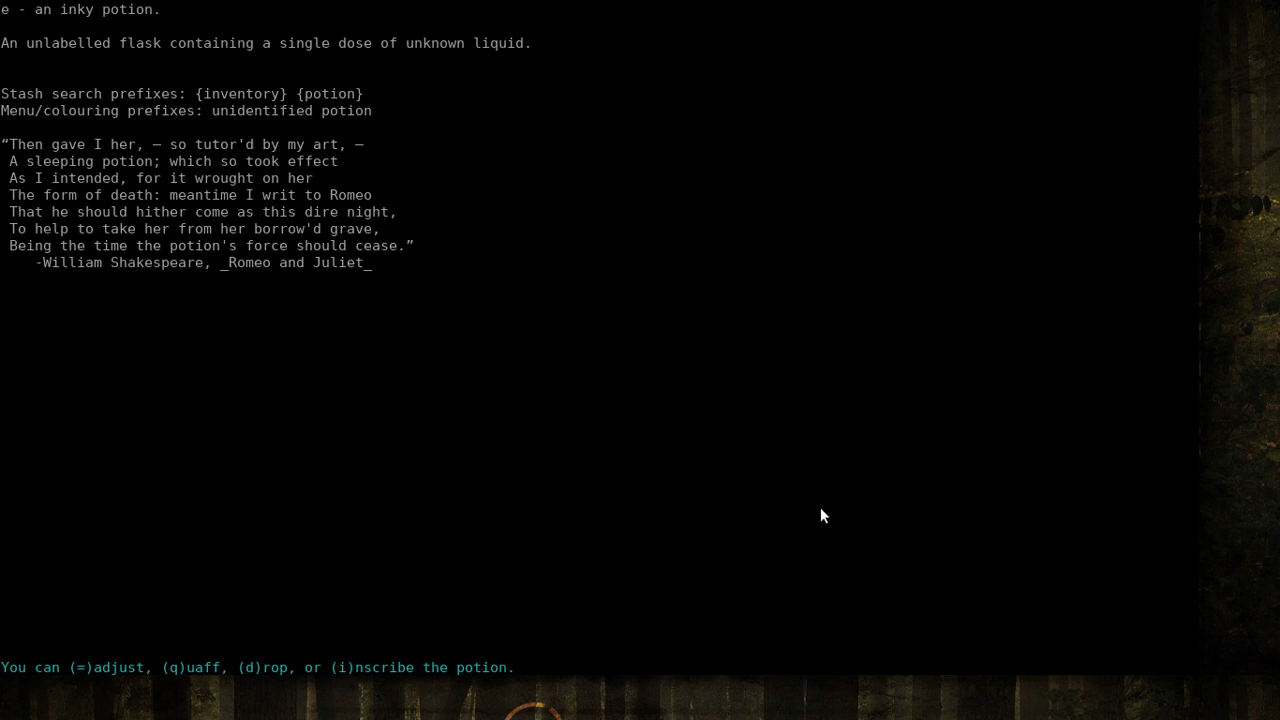 e - an inky potion.
An unlabelled flask containing a single dose of unknown liquid.
Stash search prefixes: {inventory} {potion}
Menu/colouring prefixes: unidentified potion
“Then gave I her, — so tutor'd by my art, —
A sleeping potion; which so took effect
As I intended, for it wrought on her
The form of death: meantime I writ to Romeo
That he should hither come as this dire night,
To help to take her from her borrow'd grave,
Being the time the potion's force should cease.”
-William Shakespeare, _Romeo and Juliet_
You can (=)adjust, (q)uaff, (d)rop, or (i)nscribe the potion.